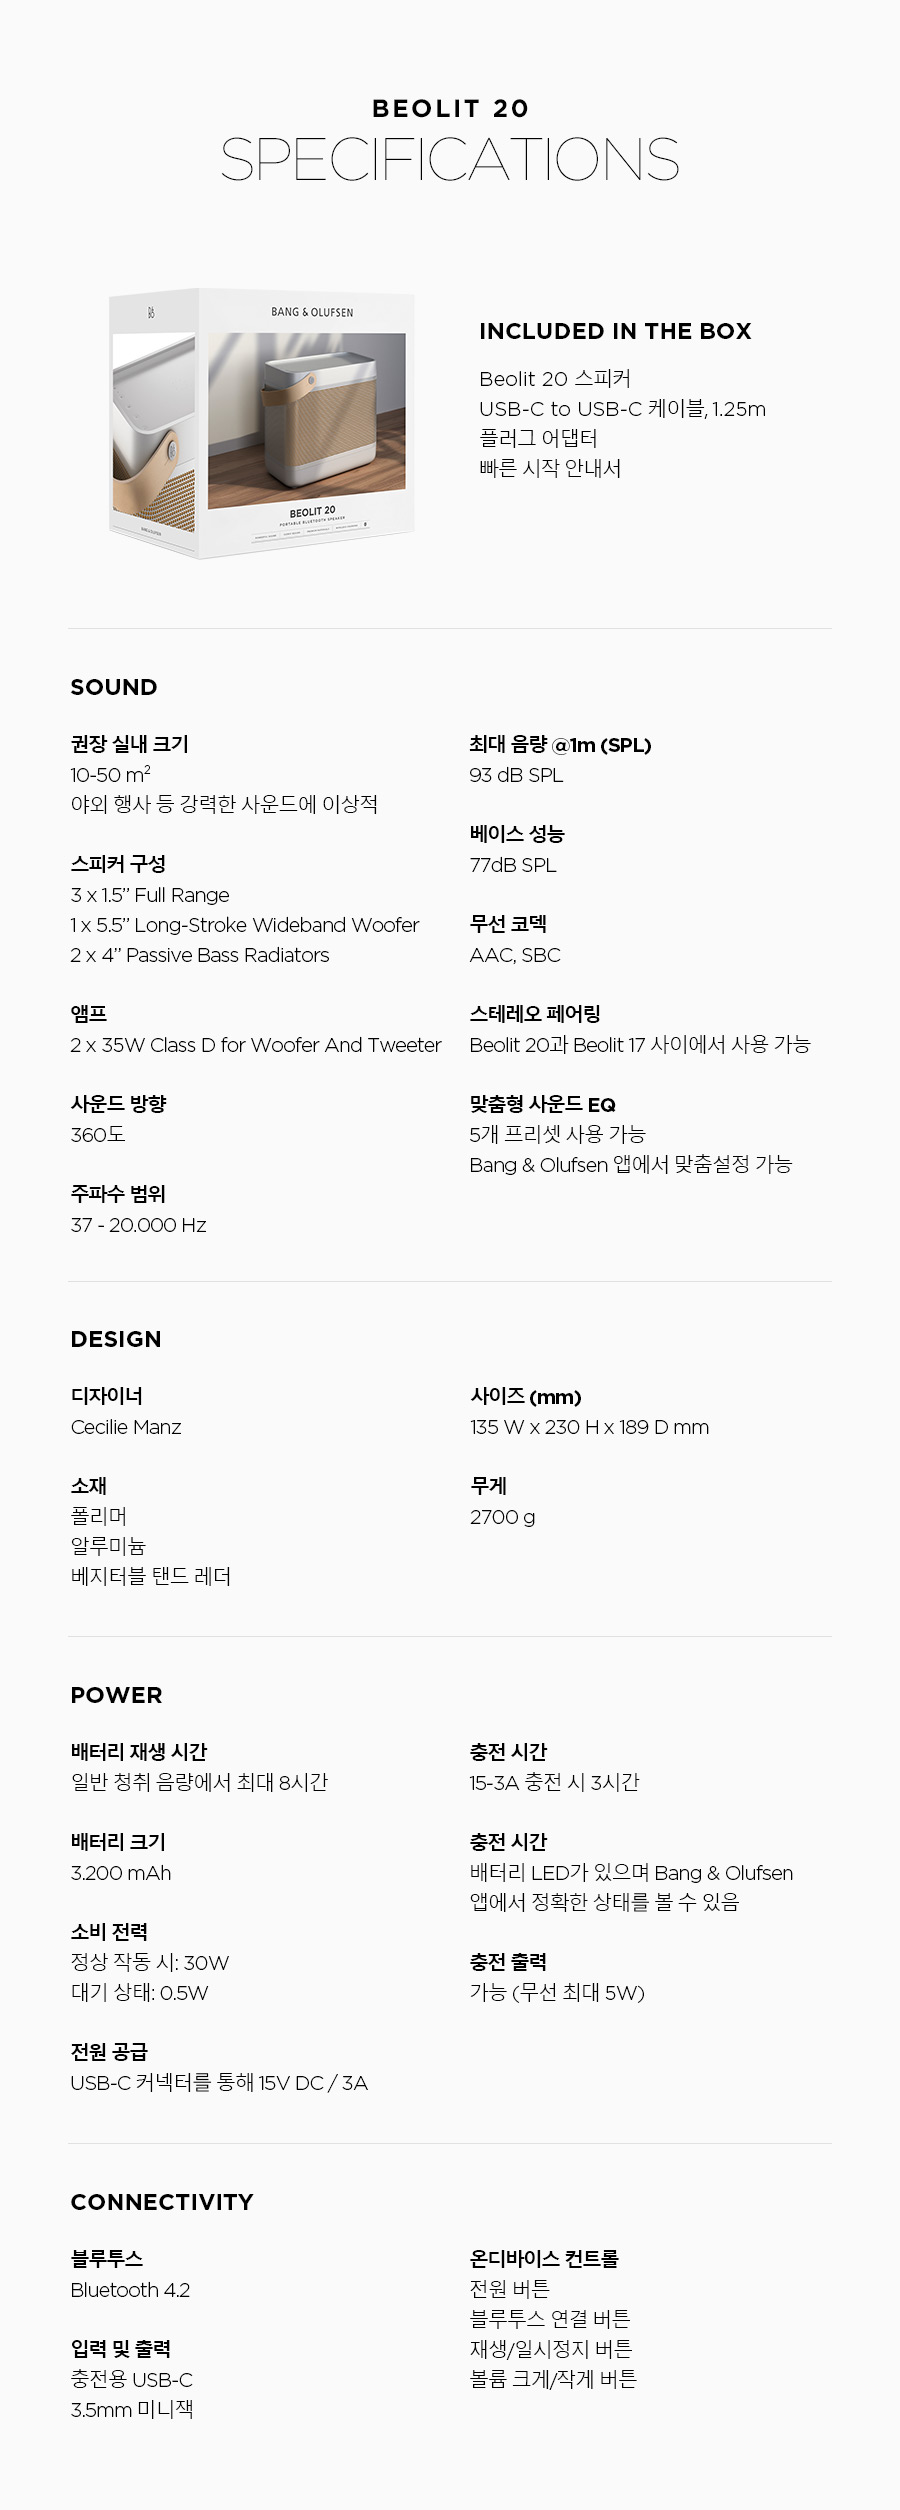 BEOLIT 20
SPECIFICATIONS
BANG & OLUFSEN
BEOLIT 20
PORTABLE BLUETOOTH SPEAKER
INCLUDED IN THE BOX
Beolit 20 스피커
USB-C to USB-C 케이블, 1.25m
플러그 어댑터
빠른 시작 안내서
SOUND
권장 실내 크기
10-50 m²
야외 행사 등 강력한 사운드에 이상적
스피커 구성
3 x 1.5” Full Range
1 x 5.5” Long-Stroke Wideband Woofer
2 x 4” Passive Bass Radiators
앰프
2 x 35W Class D for Woofer And Tweeter
사운드 방향
360도
주파수 범위
37 - 20.000 Hz
최대 음량 @1m (SPL)
93 dB SPL
베이스 성능
77dB SPL
무선 코덱
AAC, SBC
스테레오 페어링
Beolit 20과 Beolit 17 사이에서 사용 가능
맞춤형 사운드 EQ
5개 프리셋 사용 가능
Bang & Olufsen 앱에서 맞춤설정 가능
DESIGN
디자이너
Cecilie Manz
소재
폴리머
알루미늄
베지터블 탠드 레더
사이즈 (mm)
135 W x 230 H x 189 D mm
무게
2700 g
POWER
배터리 재생 시간
일반 청취 음량에서 최대 8시간
배터리 크기
3.200 mAh
소비 전력
정상 작동 시: 30W
대기 상태: 0.5W
전원 공급
USB-C 커넥터를 통해 15V DC / 3A
충전 시간
15-3A 충전 시 3시간
충전 시간
배터리 LED가 있으며 Bang & Olufsen
앱에서 정확한 상태를 볼 수 있음
충전 출력
가능 (무선 최대 5W)
CONNECTIVITY
블루투스
Bluetooth 4.2
입력 및 출력
충전용 USB-C
3.5mm 미니잭
온디바이스 컨트롤
전원 버튼
블루투스 연결 버튼
재생/일시정지 버튼
볼륨 크게/작게 버튼